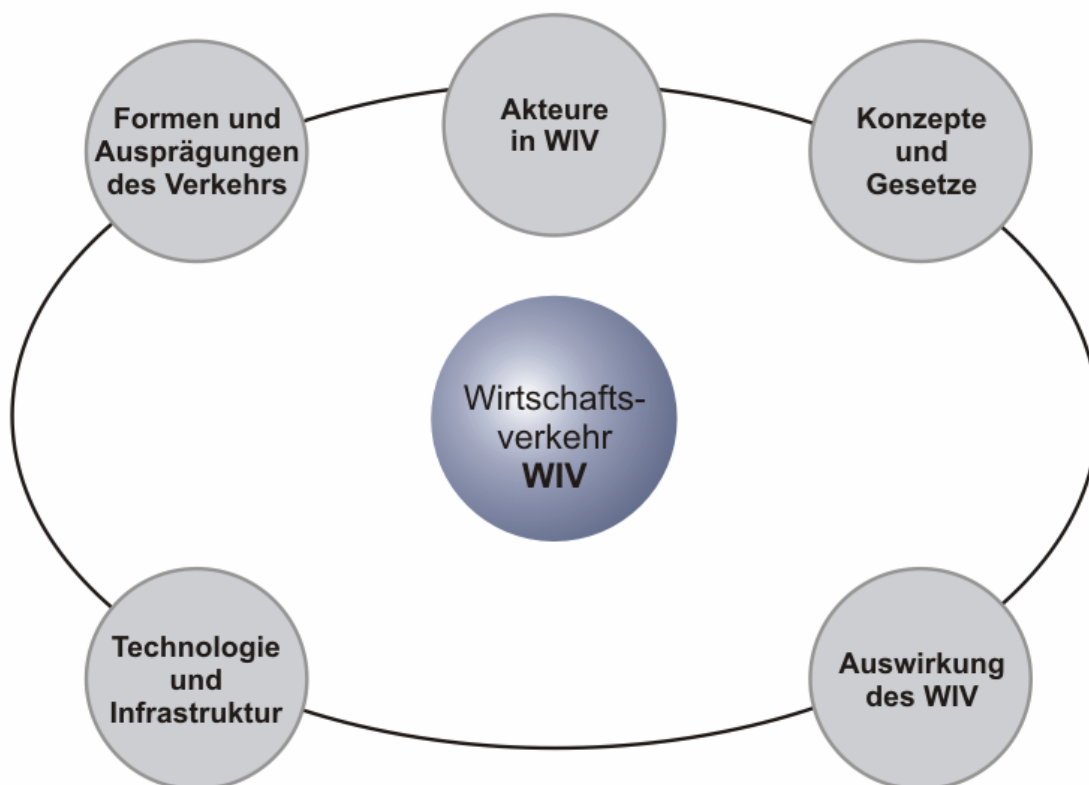 Formen und
Ausprägungen
des Verkehrs
Akteure
in WIV
Konzepte
und
Gesetze
Wirtschafts-
verkehr
WIV
Technologie
und
Infrastruktur
Auswirkung
des WIV